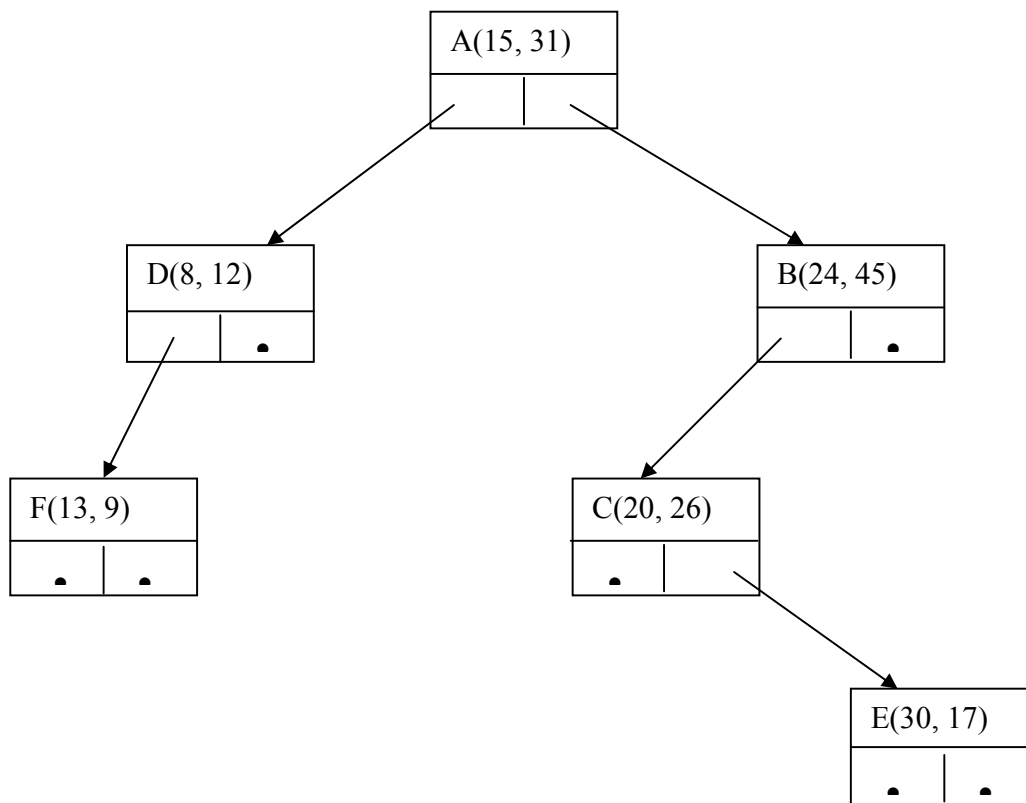 A(15, 31)
D(8, 12)
B(24, 45)
F(13, 9)
C(20, 26)
E(30, 17)